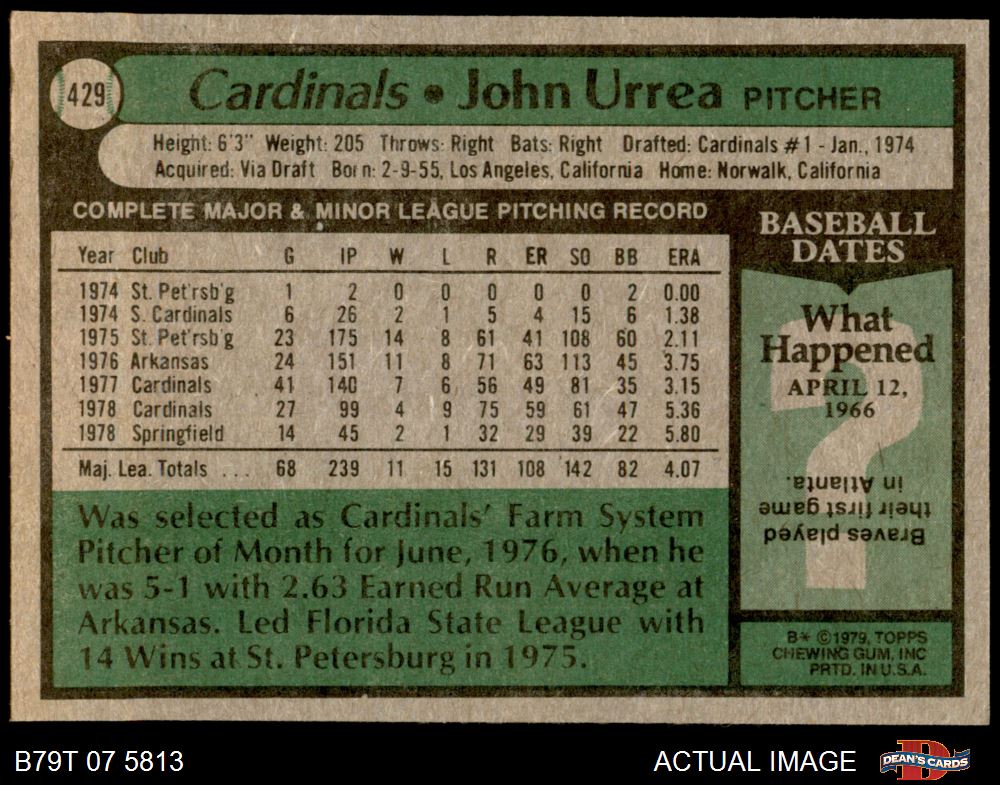 429
Cardinals • John Urrea PITCHER
Height: 6'3" Weight: 205 Throws: Right Bats: Right Drafted: Cardinals #1 - Jan., 1974
Acquired: Via Draft Born: 2-9-55, Los Angeles, California Home: Norwalk, California
COMPLETE MAJOR & MINOR LEAGUE PITCHING RECORD
Year Club G IP W L R ER SO BB ERA
1974 St. Pet'rsb'g 1 2 0 0 0 0 0 2 0.00
1974 S. Cardinals 6 26 2 1 5 4 15 6 1.38
1975 St. Pet'rsb'g 23 175 14 8 61 41 108 60 2.11
1976 Arkansas 24 151 11 8 71 63 113 45 3.75
1977 Cardinals 41 140 7 6 56 49 81 35 3.15
1978 Cardinals 27 99 4 9 75 59 61 47 5.36
1978 Springfield 14 45 2 1 32 29 39 22 5.80
Maj. Lea. Totals ... 68 239 11 15 131 108 142 82 4.07
Was selected as Cardinals' Farm System
Pitcher of Month for June, 1976, when he
was 5-1 with 2.63 Earned Run Average at
Arkansas. Led Florida State League with
14 Wins at St. Petersburg in 1975.
BASEBALL
DATES
What
Happened
APRIL 12,
1966
?
Braves played
their first game
in Atlanta.
B* ©1979, TOPPS
CHEWING GUM, INC
PRTD. IN U.S.A.
B79T 07 5813
ACTUAL IMAGE
D
DEAN'S CARDS